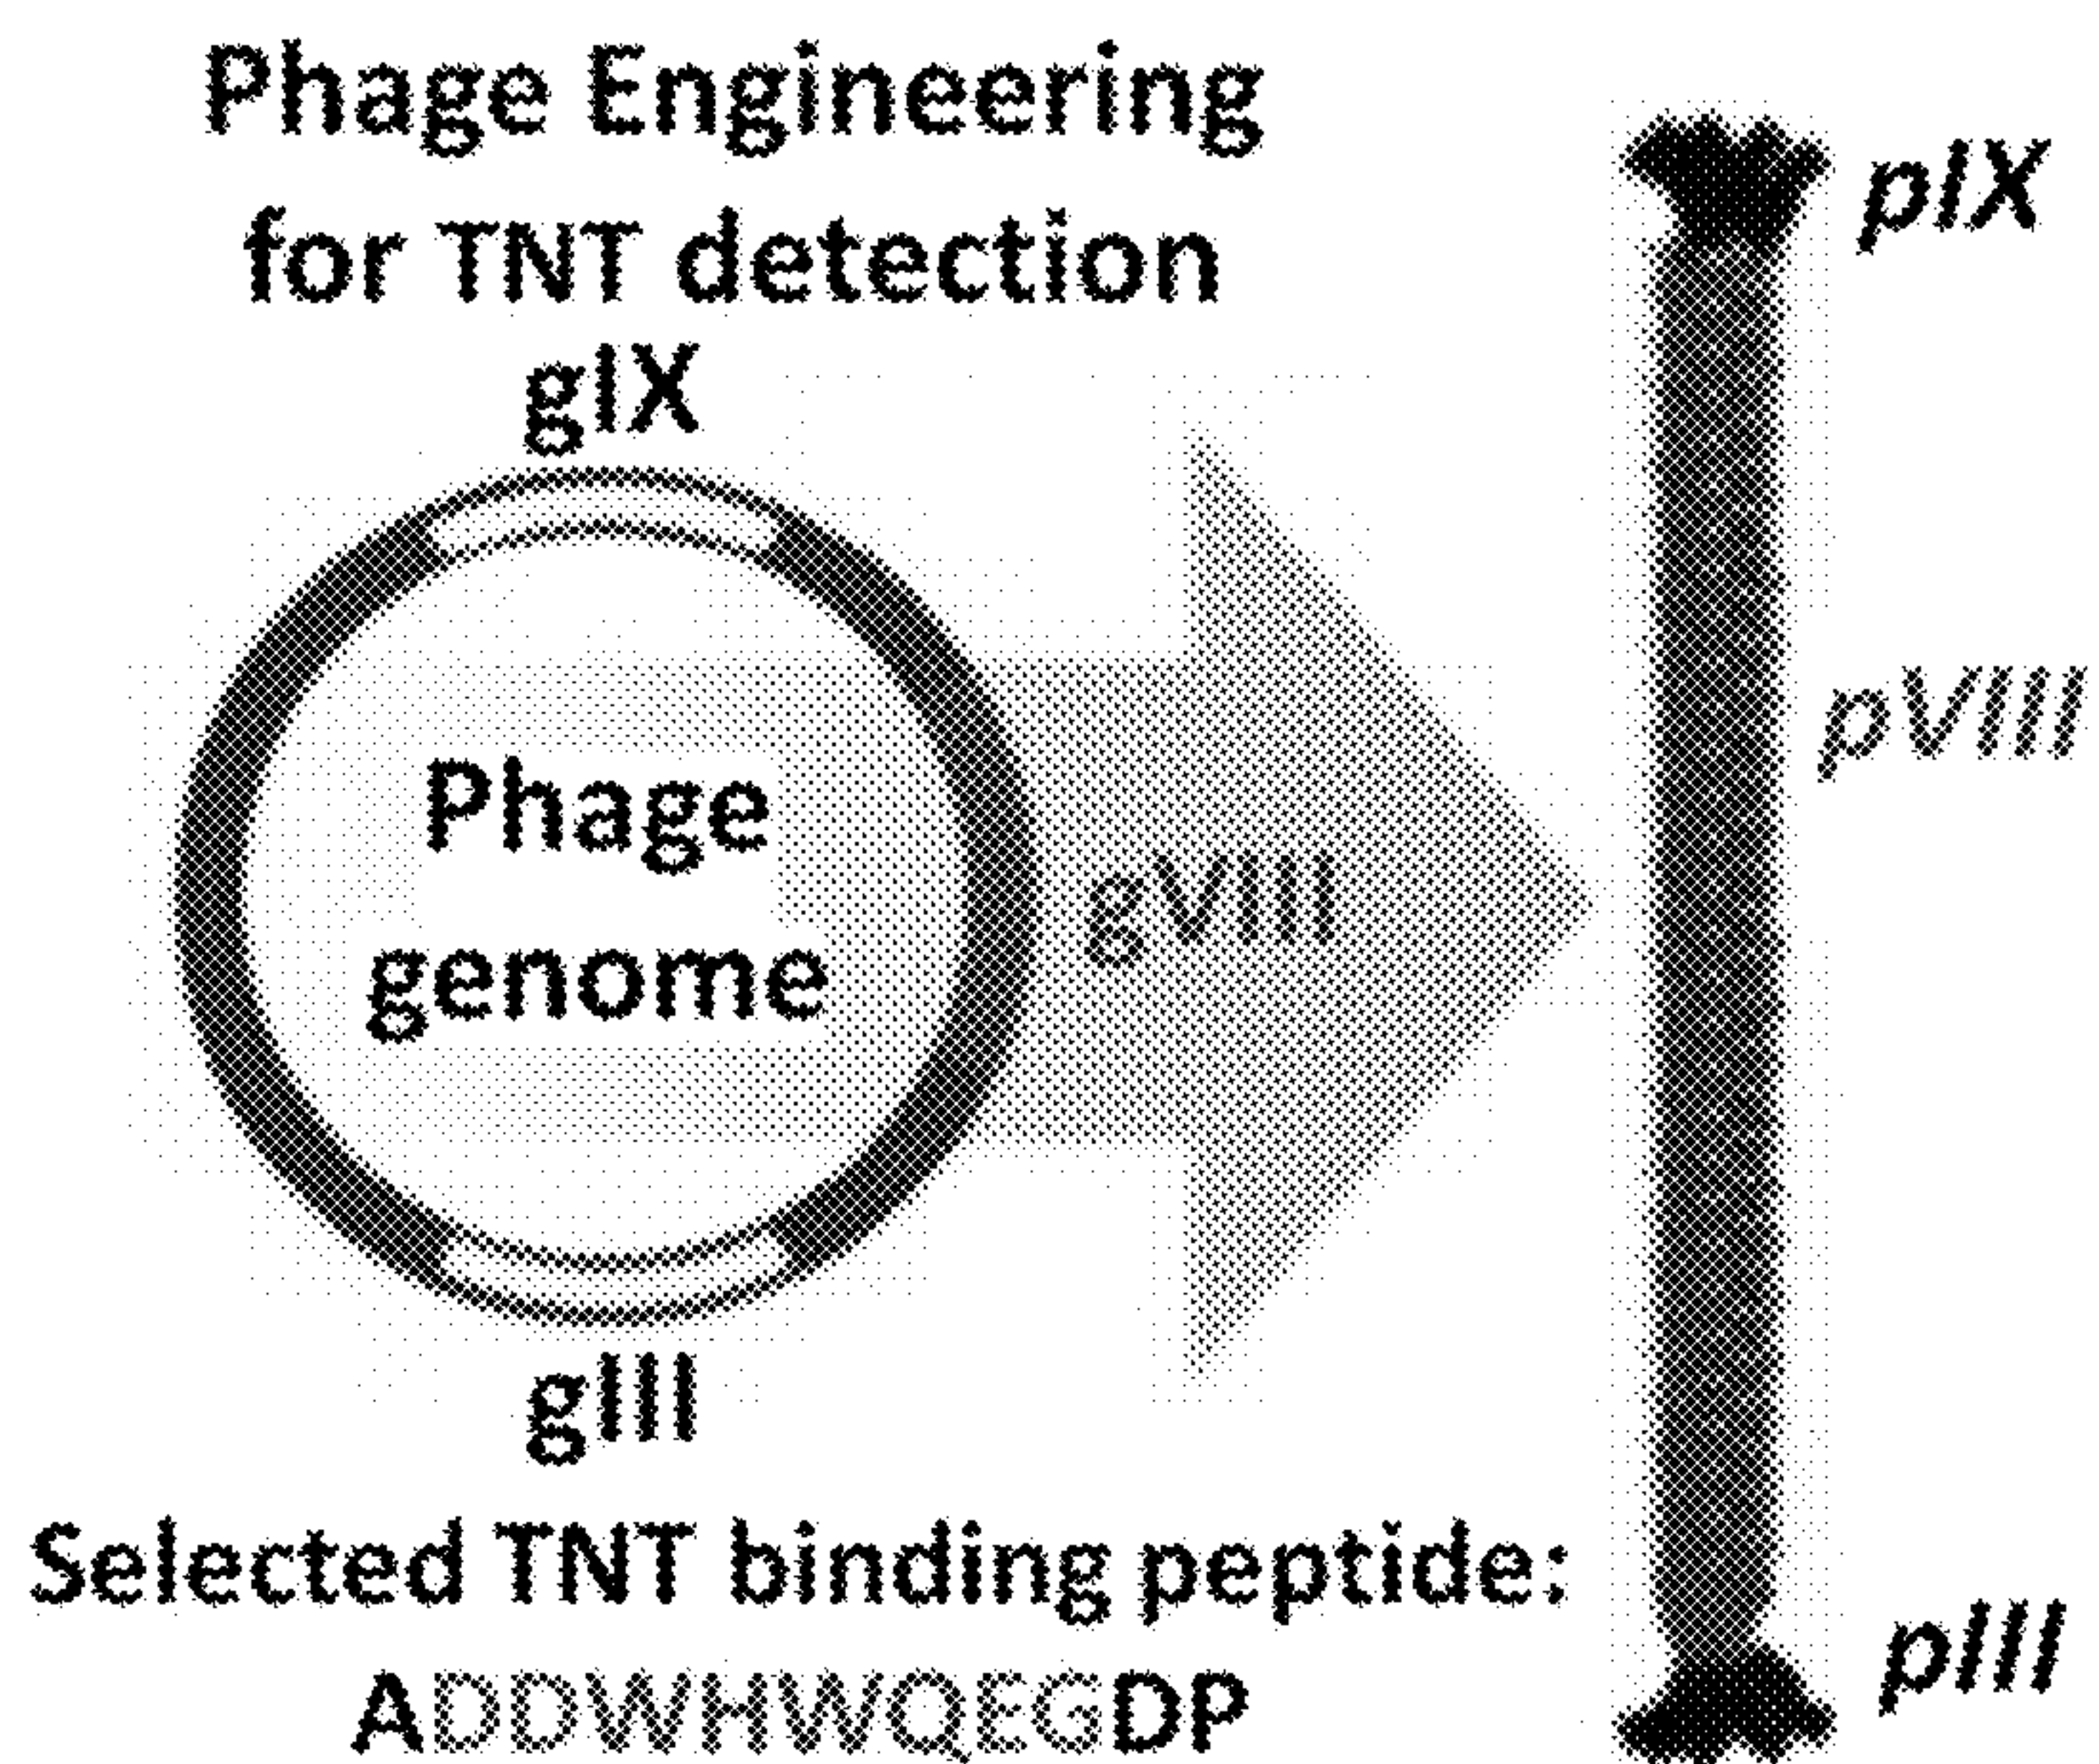 Phage Engineering
for TNT detection
gIX
pIX
pVIII
Phage
genome
gVIII
gIII
Selected TNT binding peptide:
ADDWHWQEGDP
pIII